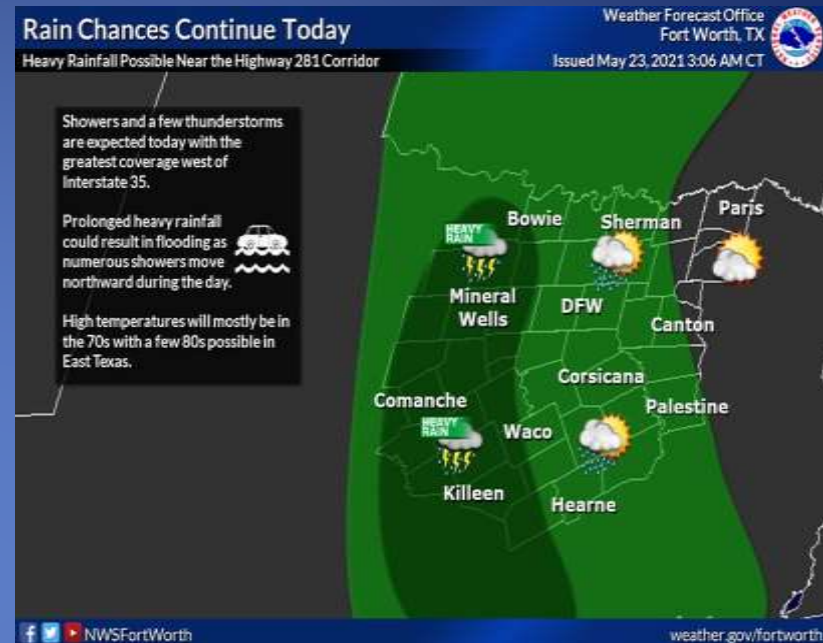 Rain Chances Continue Today
Heavy Rainfall Possible Near the Highway 281 Corridor
Weather Forecast Office
Fort Worth, TX
Issued May 23, 2021 3:06 AM CT
Showers and a few thunderstorms
are expected today with the
greatest coverage west of
Interstate 35.
Prolonged heavy rainfall
could result in flooding as
numerous showers move
northward during the day.
High temperatures will mostly be in
the 70s with a few 80s possible in
East Texas.
Paris
Bowie
Sherman
HEAVY
RAIN
Mineral
Wells
DFW
Canton
Corsicana
Comanche
Palestine
HEAVY
RAIN
Waco
Killeen
Hearne
NWSFortWorth
weather.gov/fortworth